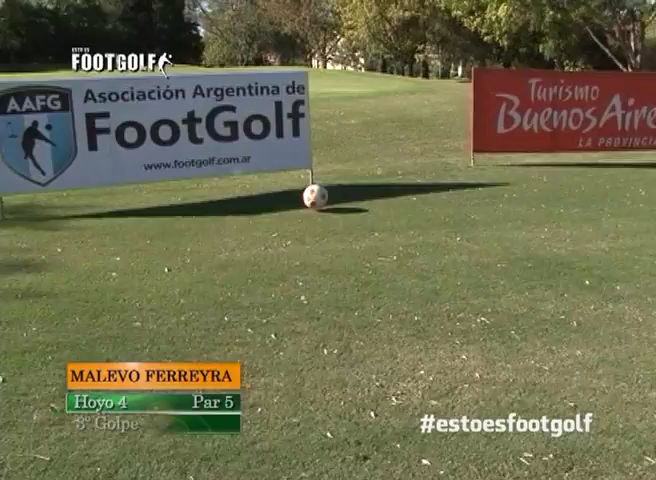 ESTO ES
FOOTGOLF
AAFG
Asociación Argentina de
FootGolf
www.footgolf.com.ar
Turismo
Buenos Aire
LA PROVINCIA
MALEVO FERREYRA
Hoyo 4 Par 5
3º Golpe
#estoesfootgolf